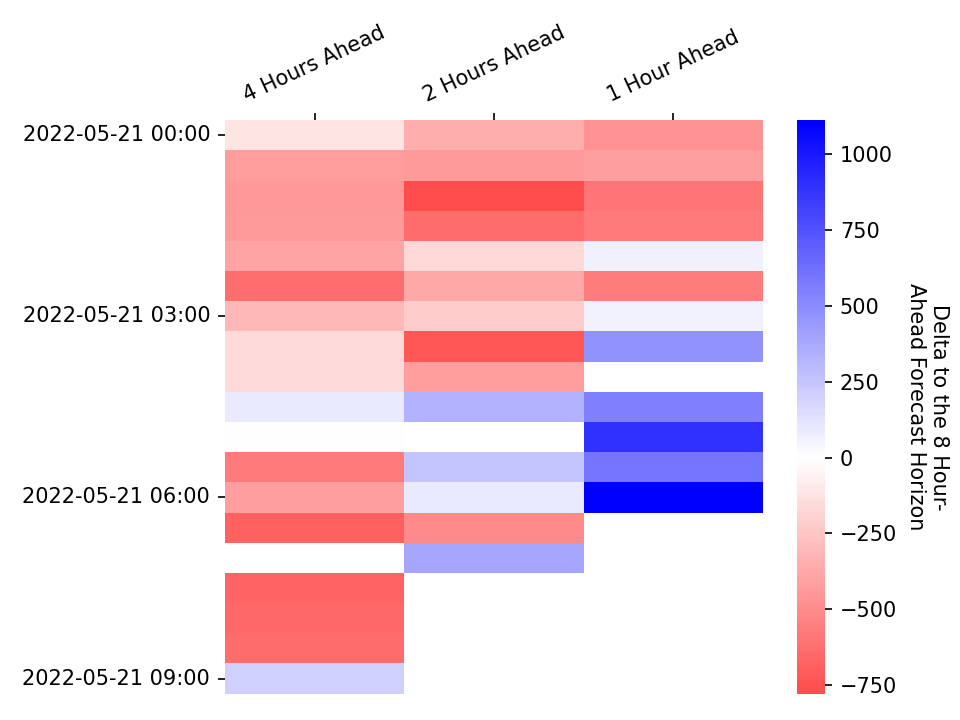 4 Hours Ahead
2 Hours Ahead
1 Hour Ahead
2022-05-21 00:00
2022-05-21 03:00
2022-05-21 06:00
2022-05-21 09:00
1000
750
500
250
0
−250
−500
−750
Delta to the 8 Hour-
Ahead Forecast Horizon